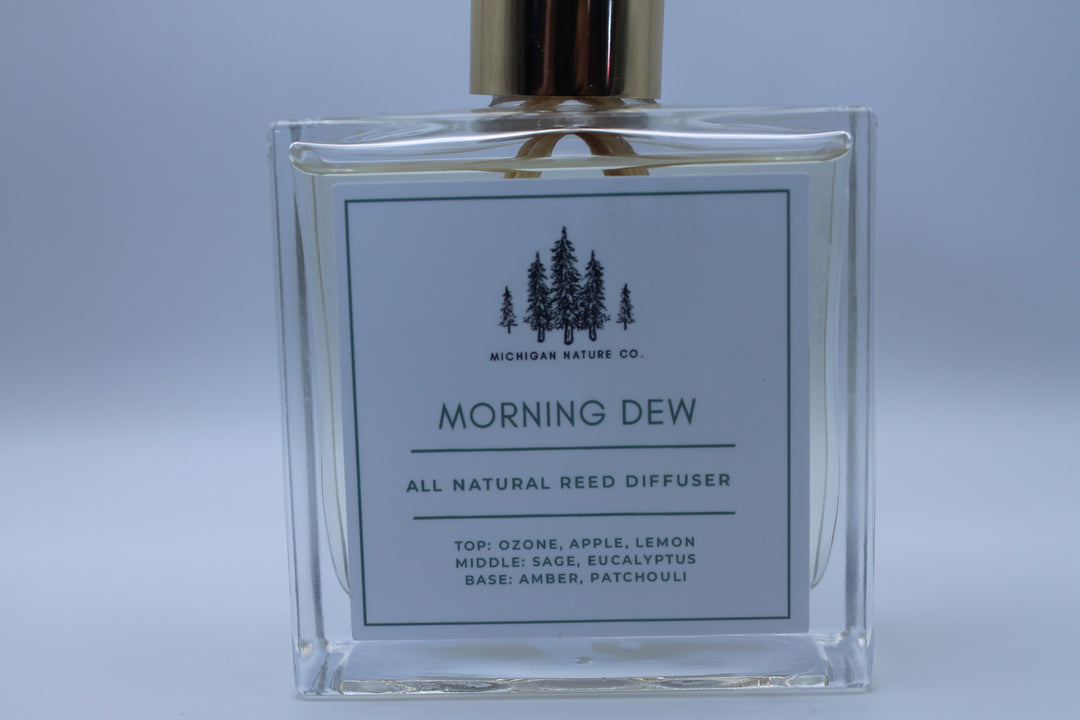 MICHIGAN NATURE CO.
MORNING DEW
ALL NATURAL REED DIFFUSER
TOP: OZONE, APPLE, LEMON
MIDDLE: SAGE, EUCALYPTUS
BASE: AMBER, PATCHOULI